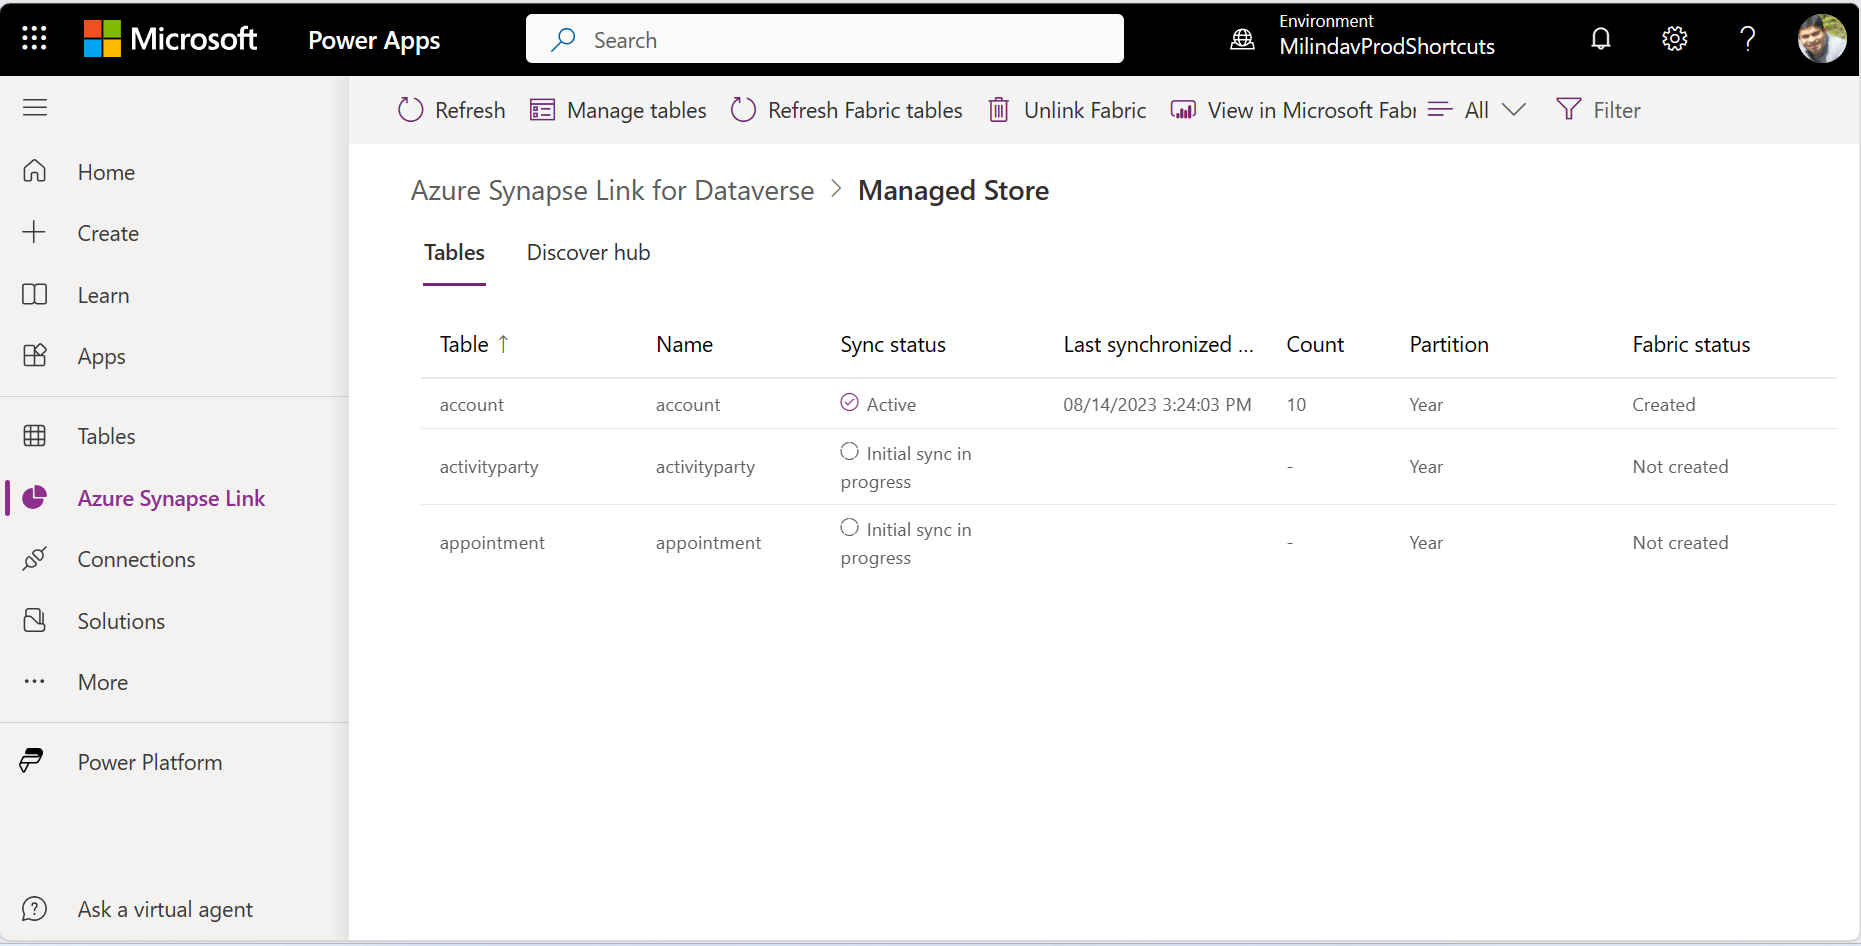 Microsoft
Power Apps
Search
Environment
MilindavProdShortcuts
Refresh
Manage tables
Refresh Fabric tables
Unlink Fabric
View in Microsoft Fabr
All
Filter
Home
Create
Learn
Apps
Tables
Azure Synapse Link
Connections
Solutions
More
Power Platform
Ask a virtual agent
Azure Synapse Link for Dataverse > Managed Store
Tables Discover hub
Table ↑ Name Sync status Last synchronized ... Count Partition Fabric status
account account Active 08/14/2023 3:24:03 PM 10 Year Created
activityparty activityparty Initial sync in
progress - Year Not created
appointment appointment Initial sync in
progress - Year Not created